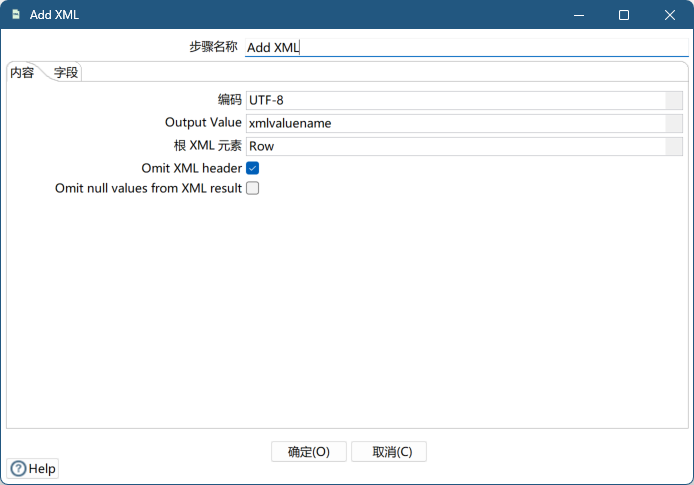 Add XML
步骤名称 Add XML
内容 字段
编码 UTF-8
Output Value xmlvaluename
根 XML 元素 Row
Omit XML header
Omit null values from XML result
确定(O) 取消(C)
Help